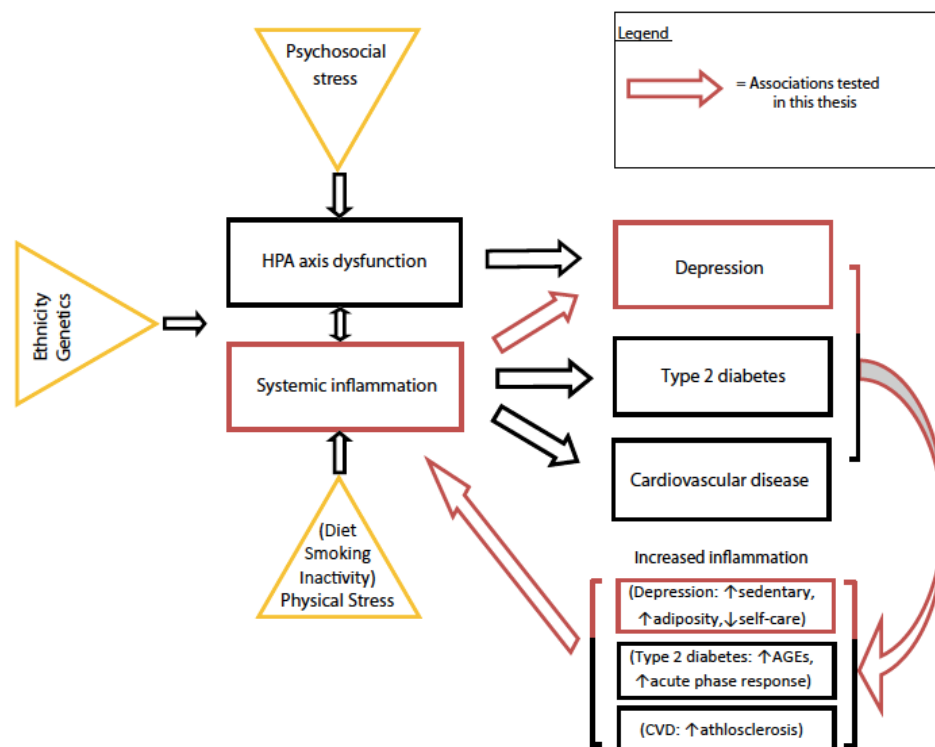 Psychosocial
stress
Legend
= Associations tested
in this thesis
HPA axis dysfunction
Depression
Ethnicity
Genetics
Systemic inflammation
Type 2 diabetes
Cardiovascular disease
(Diet
Smoking
Inactivity)
Physical Stress
Increased inflammation
(Depression: ↑sedentary,
↑adiposity,↓self-care)
(Type 2 diabetes: ↑AGEs,
↑acute phase response)
(CVD: ↑athlosclerosis)